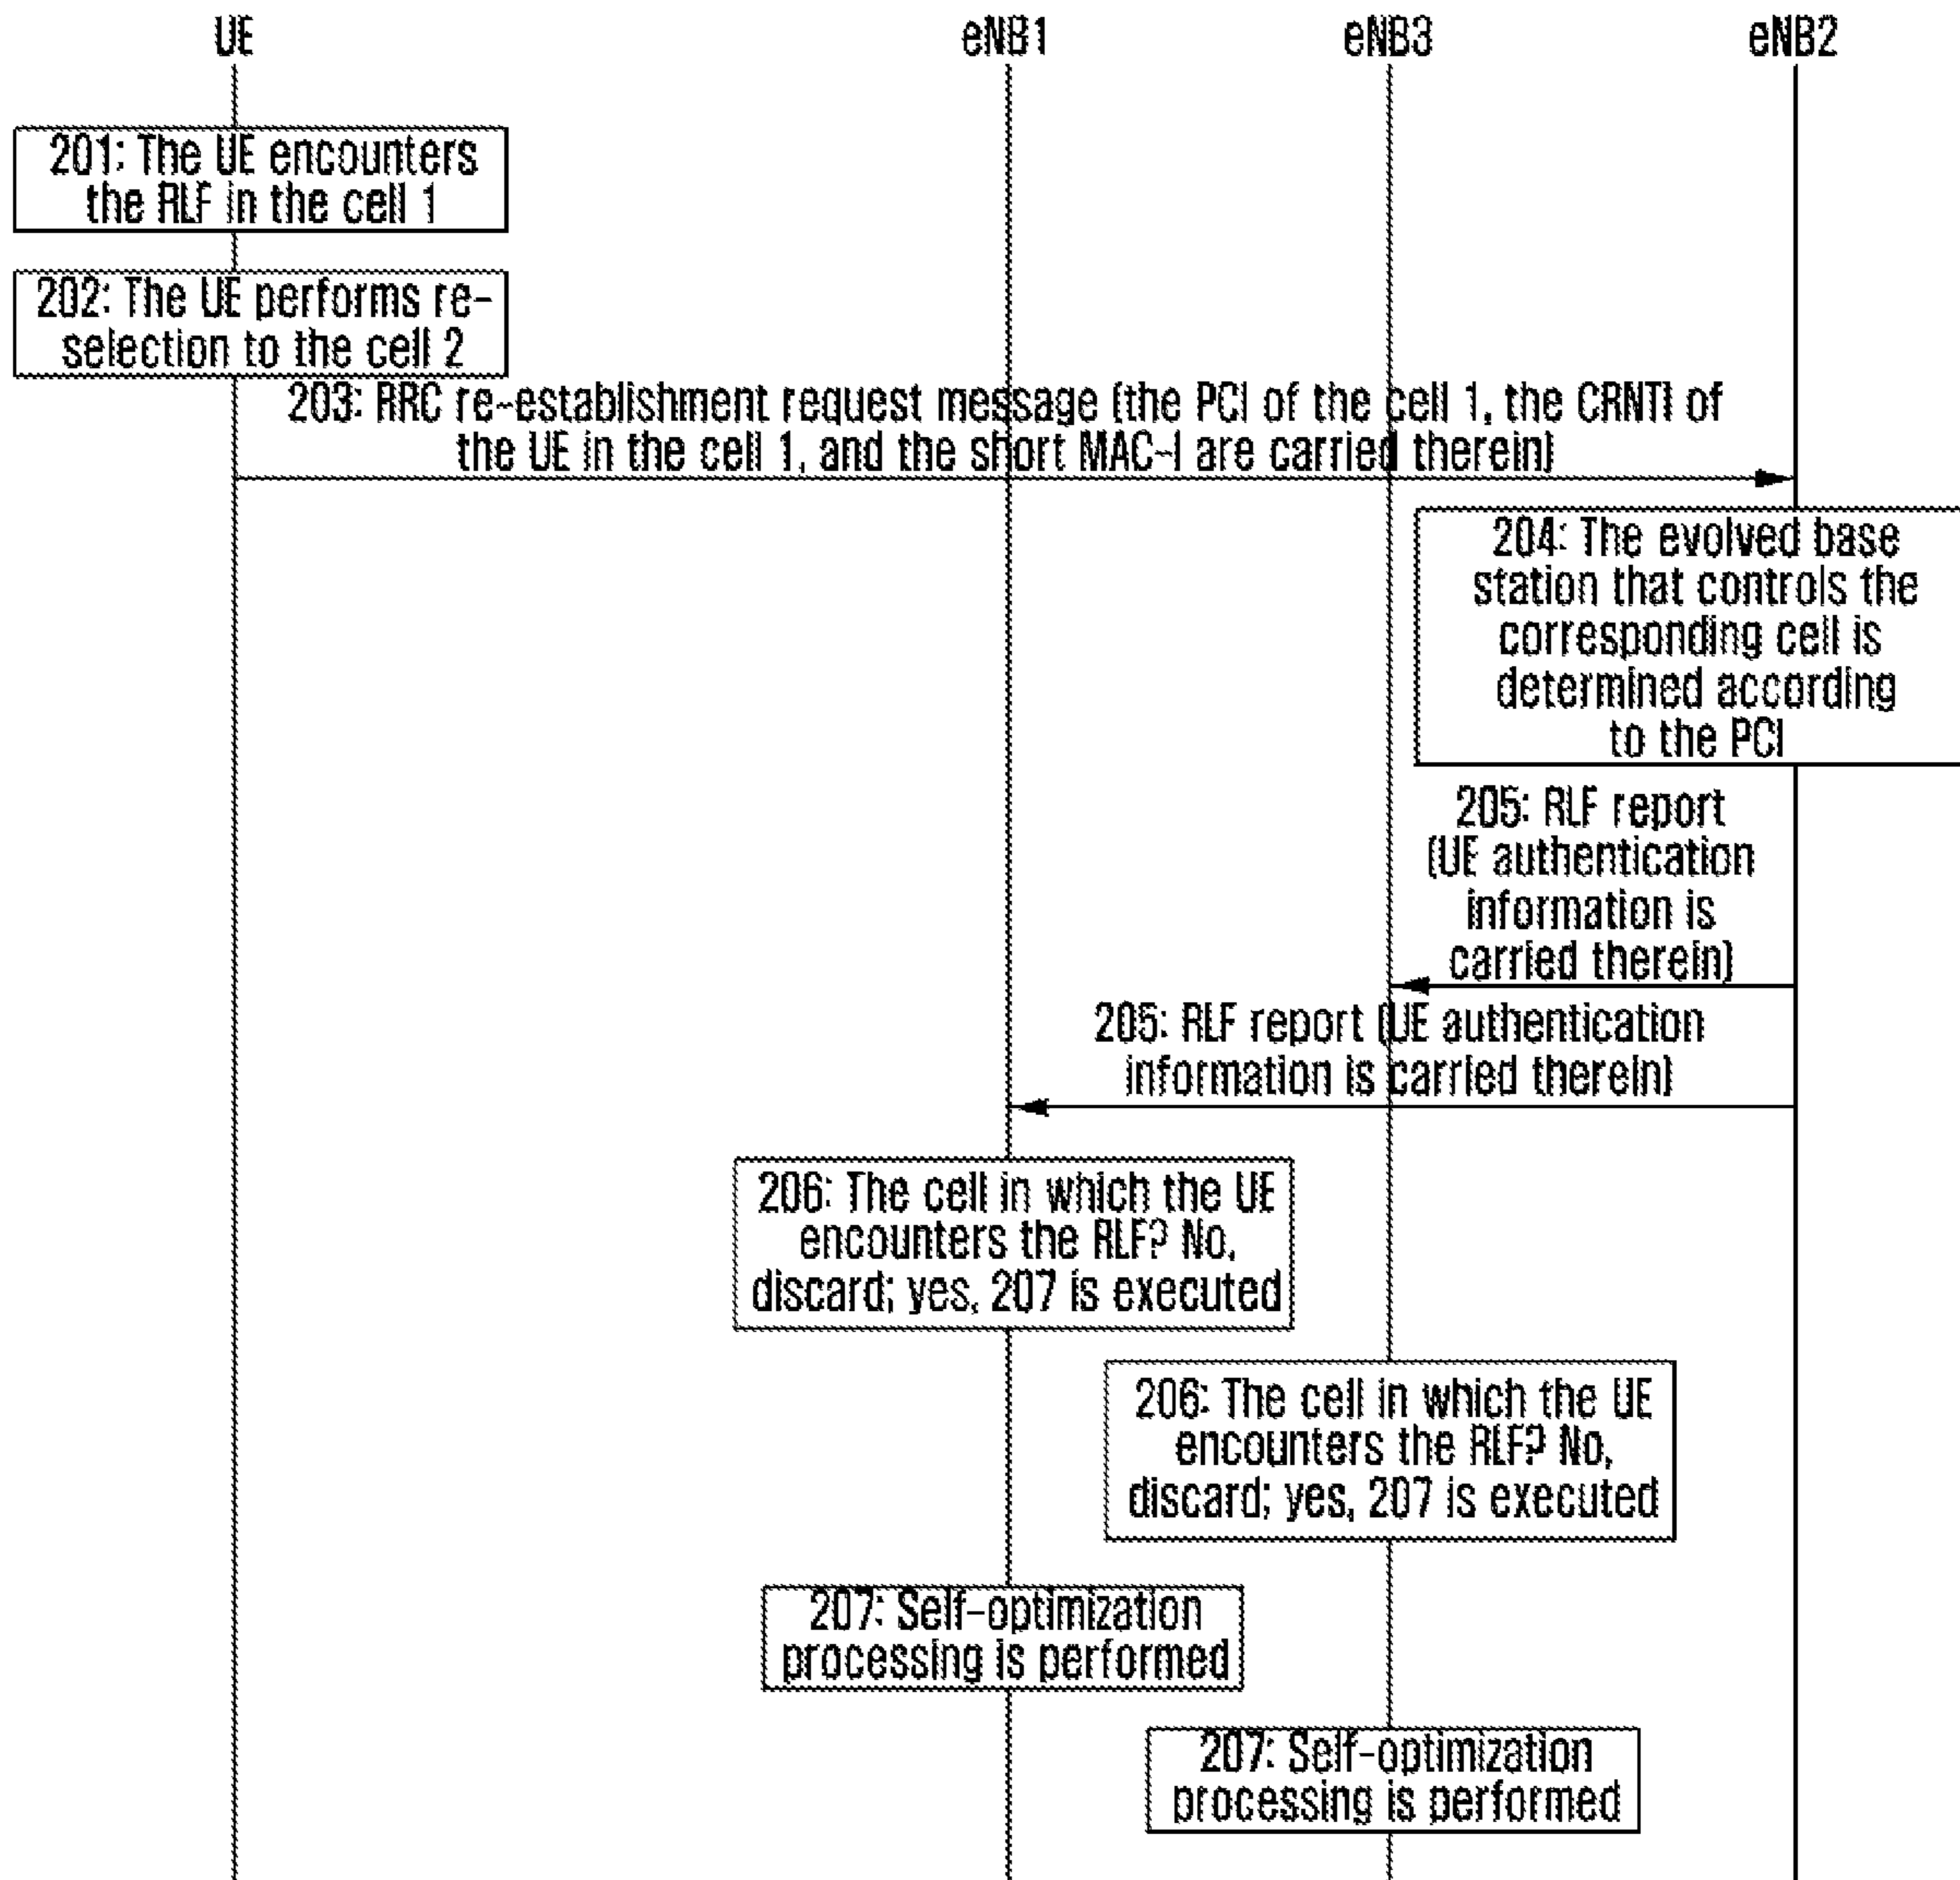 UE eNB1 eNB3 eNB2
201: The UE encounters
the RLF in the cell 1
202: The UE performs re-
selection to the cell 2
203: RRC re-establishment request message (the PCI of the cell 1, the CRNTI of
the UE in the cell 1, and the short MAC-I are carried therein)
204: The evolved base
station that controls the
corresponding cell is
determined according
to the PCI
205: RLF report
(UE authentication
information is
carried therein)
205: RLF report (UE authentication
information is carried therein)
206: The cell in which the UE
encounters the RLF? No,
discard; yes, 207 is executed
206: The cell in which the UE
encounters the RLF? No,
discard; yes, 207 is executed
207: Self-optimization
processing is performed
207: Self-optimization
processing is performed